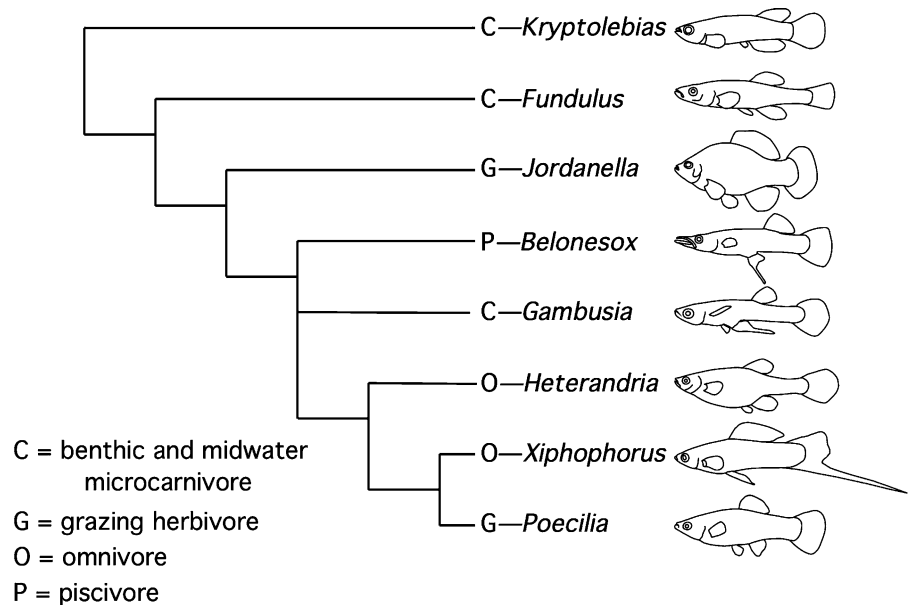 C—Kryptolebias
C—Fundulus
G—Jordanella
P—Belonesox
C—Gambusia
O—Heterandria
O—Xiphophorus
G—Poecilia
C = benthic and midwater
microcarnivore
G = grazing herbivore
O = omnivore
P = piscivore